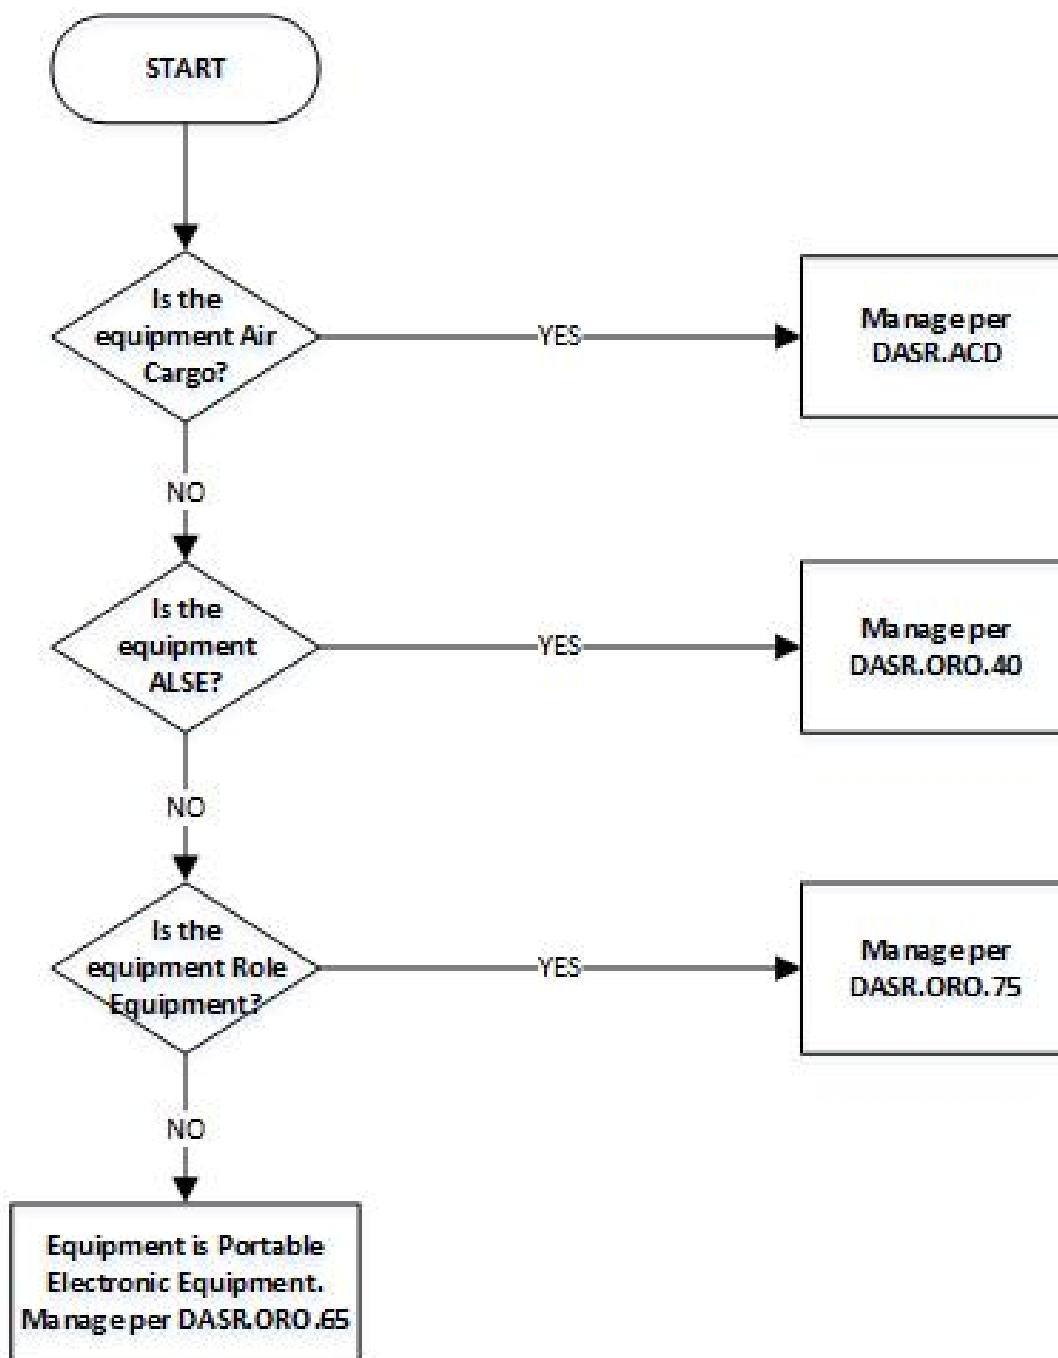 START
Is the
equipment Air
Cargo?
YES
Manage per
DASR.ACD
NO
Is the
equipment
ALSE?
YES
Manage per
DASR.ORO.40
NO
Is the
equipment Role
Equipment?
YES
Manage per
DASR.ORO.75
NO
Equipment is Portable
Electronic Equipment.
Manage per DASR.ORO.65